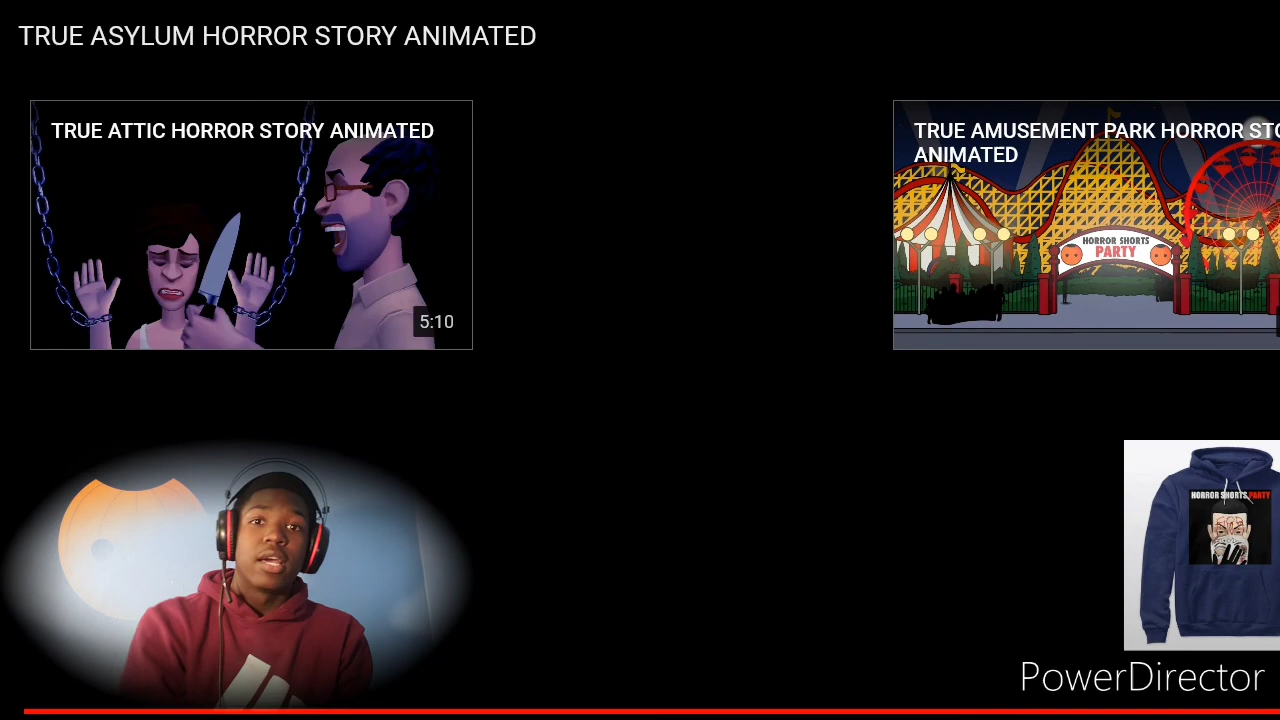 TRUE ASYLUM HORROR STORY ANIMATED
TRUE ATTIC HORROR STORY ANIMATED
5:10
TRUE AMUSEMENT PARK HORROR STO
ANIMATED
HORROR SHORTS
PARTY
HORROR SHORTS PARTY
PowerDirector